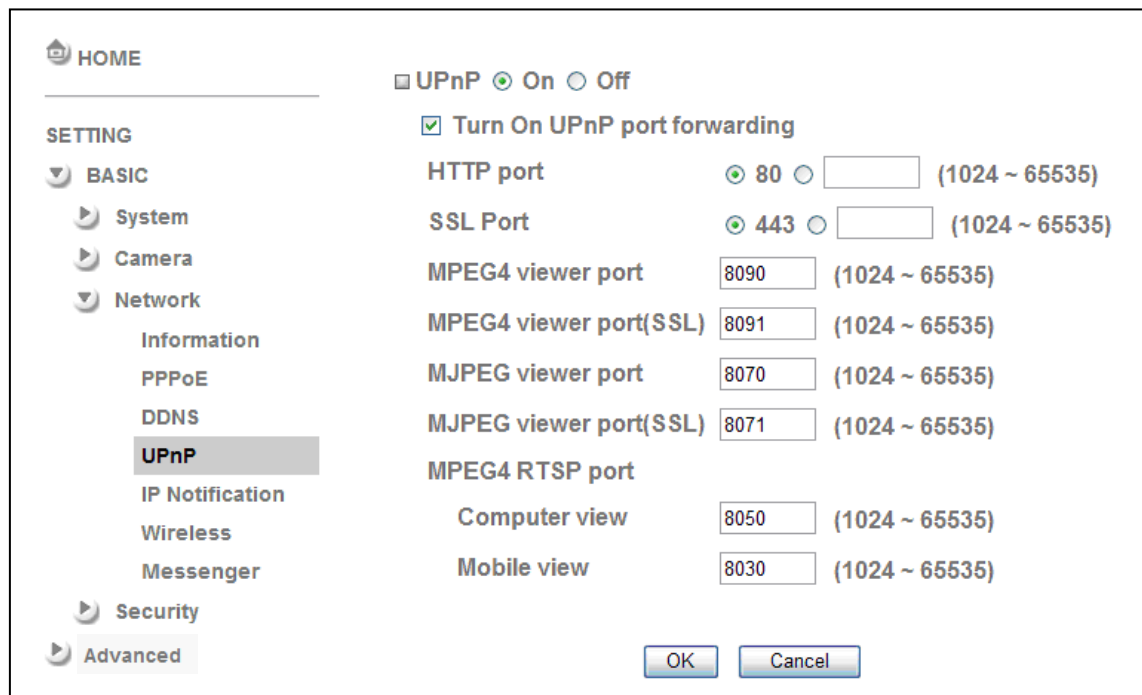 HOME
SETTING
BASIC
System
Camera
Network
Information
PPPoE
DDNS
UPnP
IP Notification
Wireless
Messenger
Security
Advanced
UPnP On Off
Turn On UPnP port forwarding
HTTP port 80 (1024 ~ 65535)
SSL Port 443 (1024 ~ 65535)
MPEG4 viewer port 8090 (1024 ~ 65535)
MPEG4 viewer port(SSL) 8091 (1024 ~ 65535)
MJPEG viewer port 8070 (1024 ~ 65535)
MJPEG viewer port(SSL) 8071 (1024 ~ 65535)
MPEG4 RTSP port
Computer view 8050 (1024 ~ 65535)
Mobile view 8030 (1024 ~ 65535)
OK Cancel